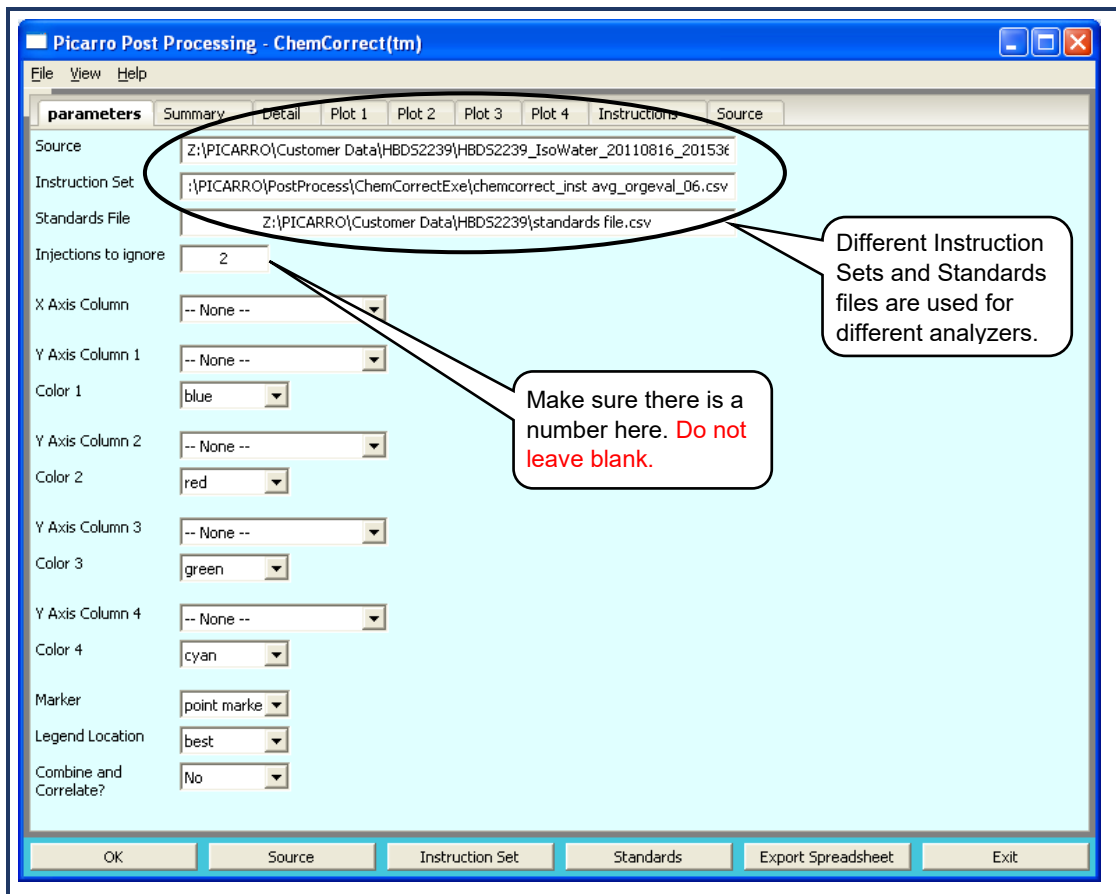 Picarro Post Processing - ChemCorrect(tm)
File View Help
parameters Summary Detail Plot 1 Plot 2 Plot 3 Plot 4 Instructions Source
Source Z:\PICARRO\Customer Data\HBDS2239\HBDS2239_IsoWater_20110816_201536
Instruction Set :\PICARRO\PostProcess\ChemCorrectExe\chemcorrect_inst avg_orgeval_06.csv
Standards File Z:\PICARRO\Customer Data\HBDS2239\standards file.csv
Injections to ignore 2
Different Instruction
Sets and Standards
files are used for
different analyzers.
X Axis Column -- None --
Y Axis Column 1 -- None --
Color 1 blue
Make sure there is a
number here. Do not
leave blank.
Y Axis Column 2 -- None --
Color 2 red
Y Axis Column 3 -- None --
Color 3 green
Y Axis Column 4 -- None --
Color 4 cyan
Marker point marke
Legend Location best
Combine and
Correlate? No
OK Source Instruction Set Standards Export Spreadsheet Exit